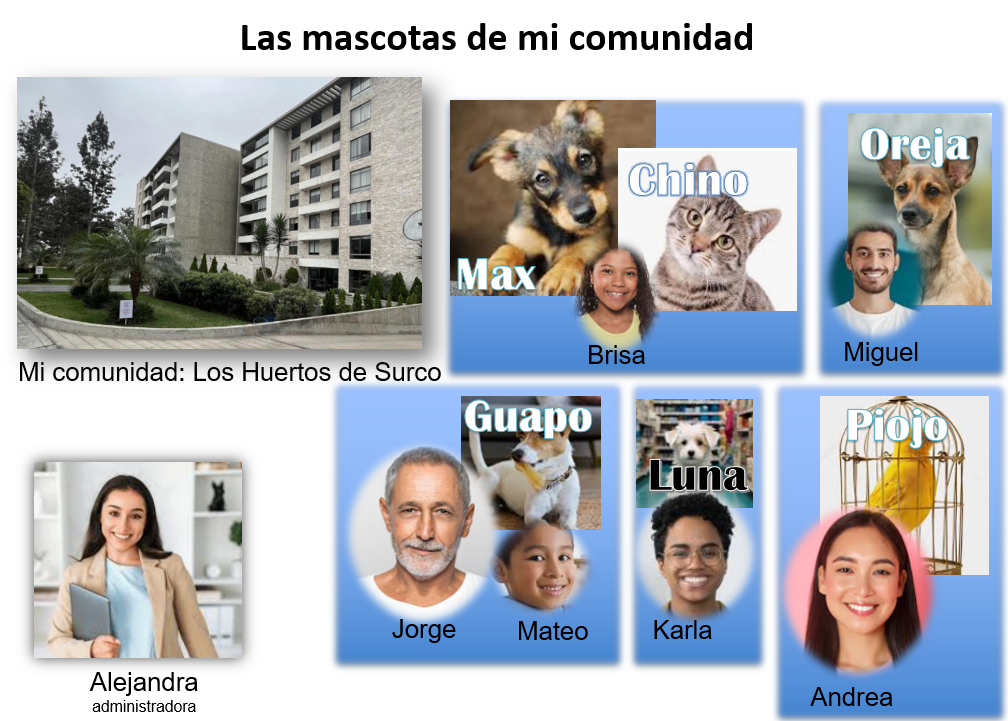 Las mascotas de mi comunidad
Mi comunidad: Los Huertos de Surco
Max
Chino
Brisa
Oreja
Miguel
Guapo
Jorge
Mateo
Luna
Karla
Piojo
Andrea
Alejandra
administradora